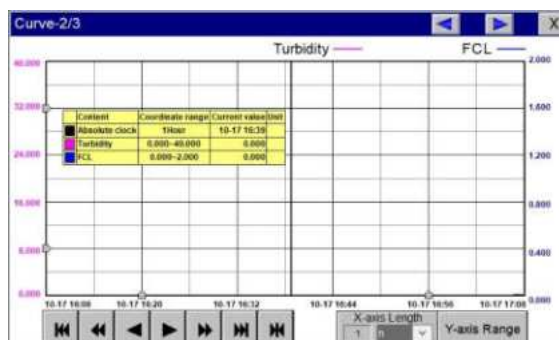 Curve-2/3
X
Turbidity
FCL
40.000
2.000
32.000
1.600
Content Coordinate range Current value Unit
Absolute clock 1Hour 10-17 16:39
Turbidity 0.000~40.000 0.000
FCL 0.000~2.000 0.000
24.000
1.200
16.000
0.800
8.000
0.400
0.000
0.000
10-17 16:08 10-17 16:20 10-17 16:32 10-17 16:44 10-17 16:56 10-17 17:08
X-axis Length
1 h
Y-axis Range